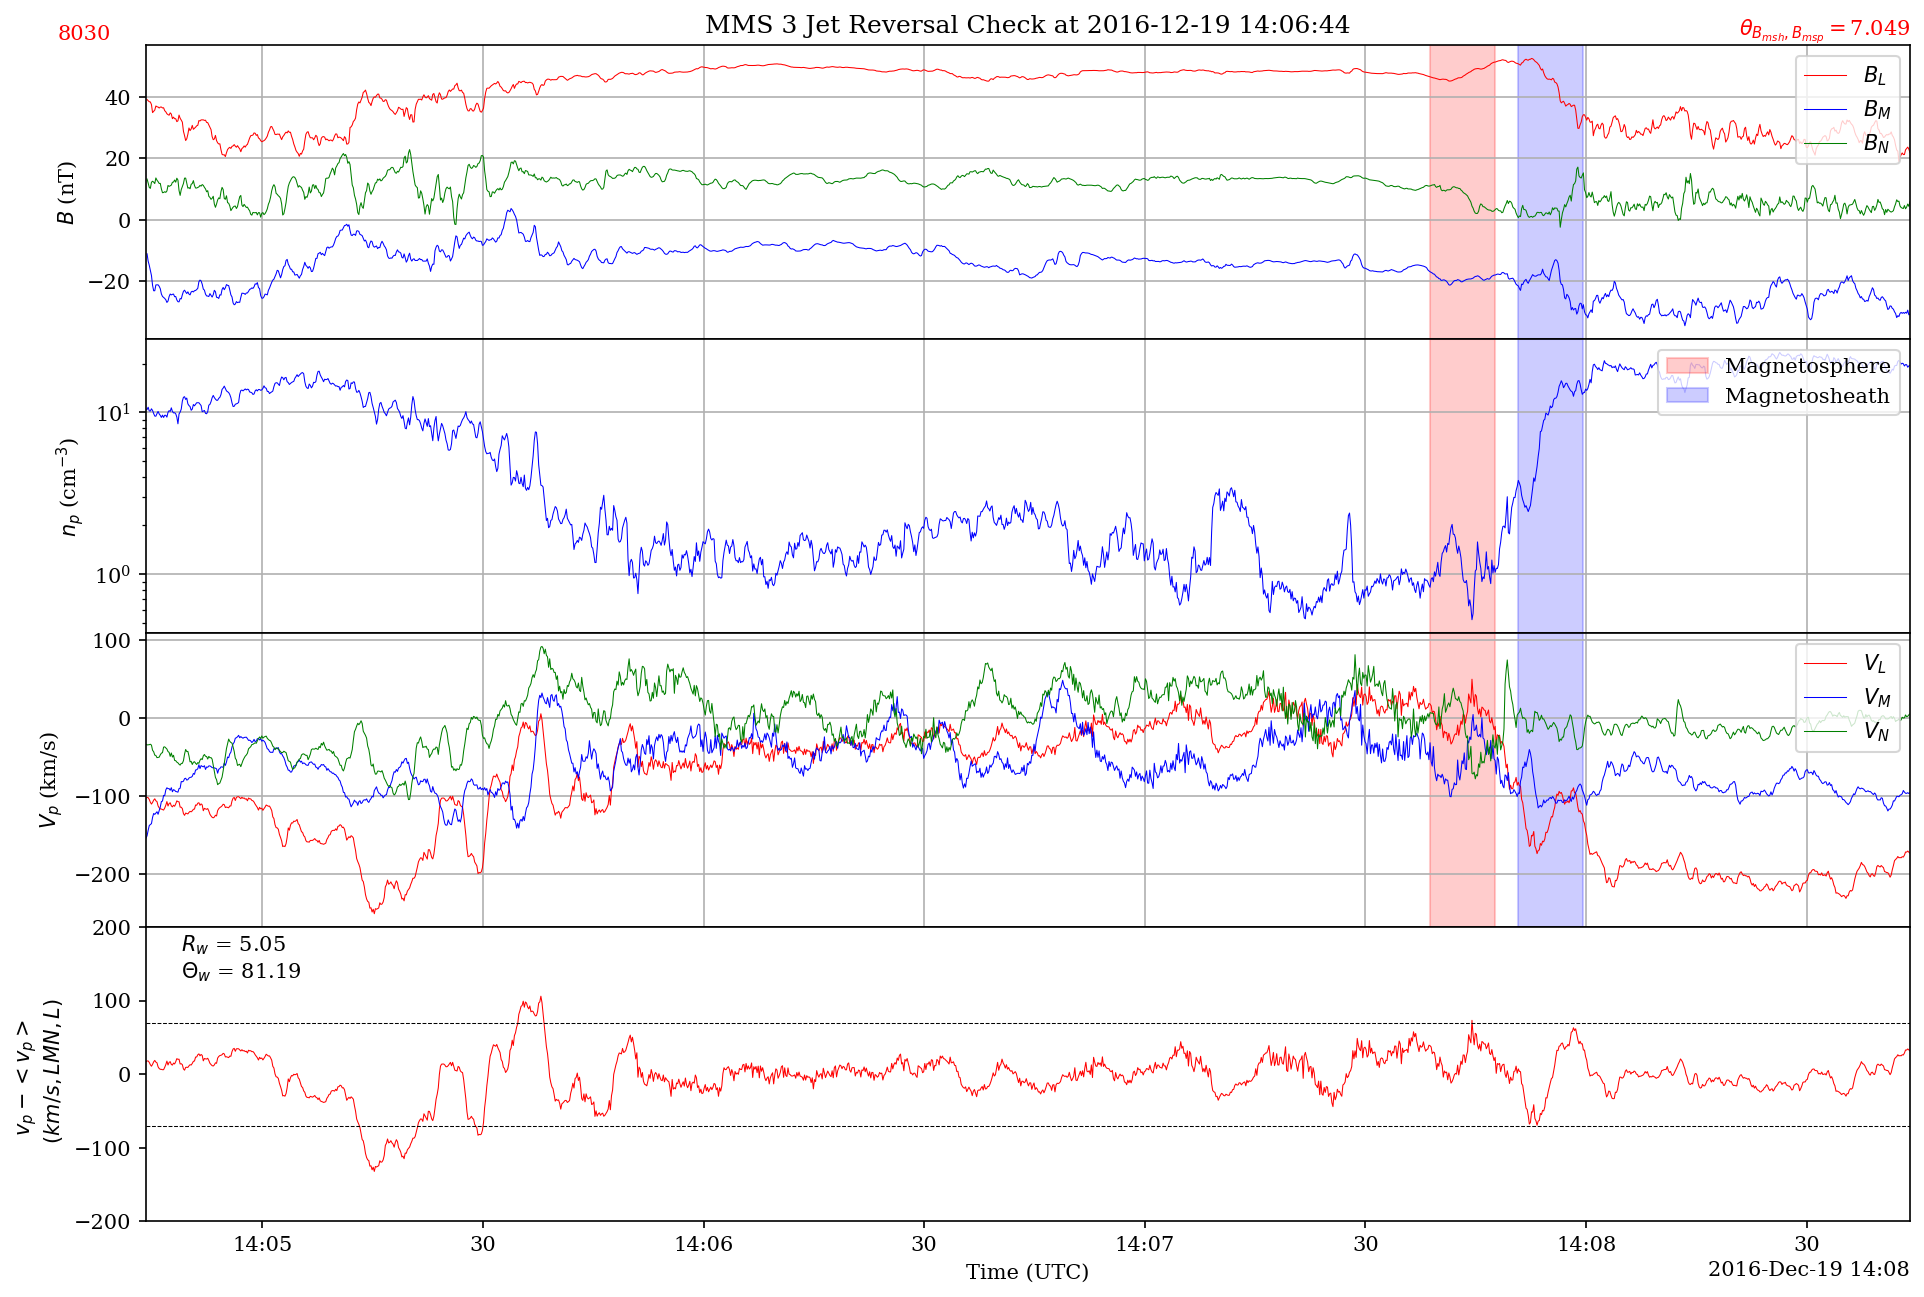 8030
MMS 3 Jet Reversal Check at 2016-12-19 14:06:44
θ_{B_{msh}, B_{msp}} = 7.049
B (nT)
40
20
0
−20
B_L
B_M
B_N
n_p (cm^{−3})
10^1
10^0
Magnetosphere
Magnetosheath
V_p (km/s)
100
0
−100
−200
V_L
V_M
V_N
v_p − < v_p >
(km/s, LMN, L)
200
100
0
−100
−200
R_w = 5.05
Θ_w = 81.19
14:05
30
14:06
30
14:07
30
14:08
30
Time (UTC)
2016-Dec-19 14:08